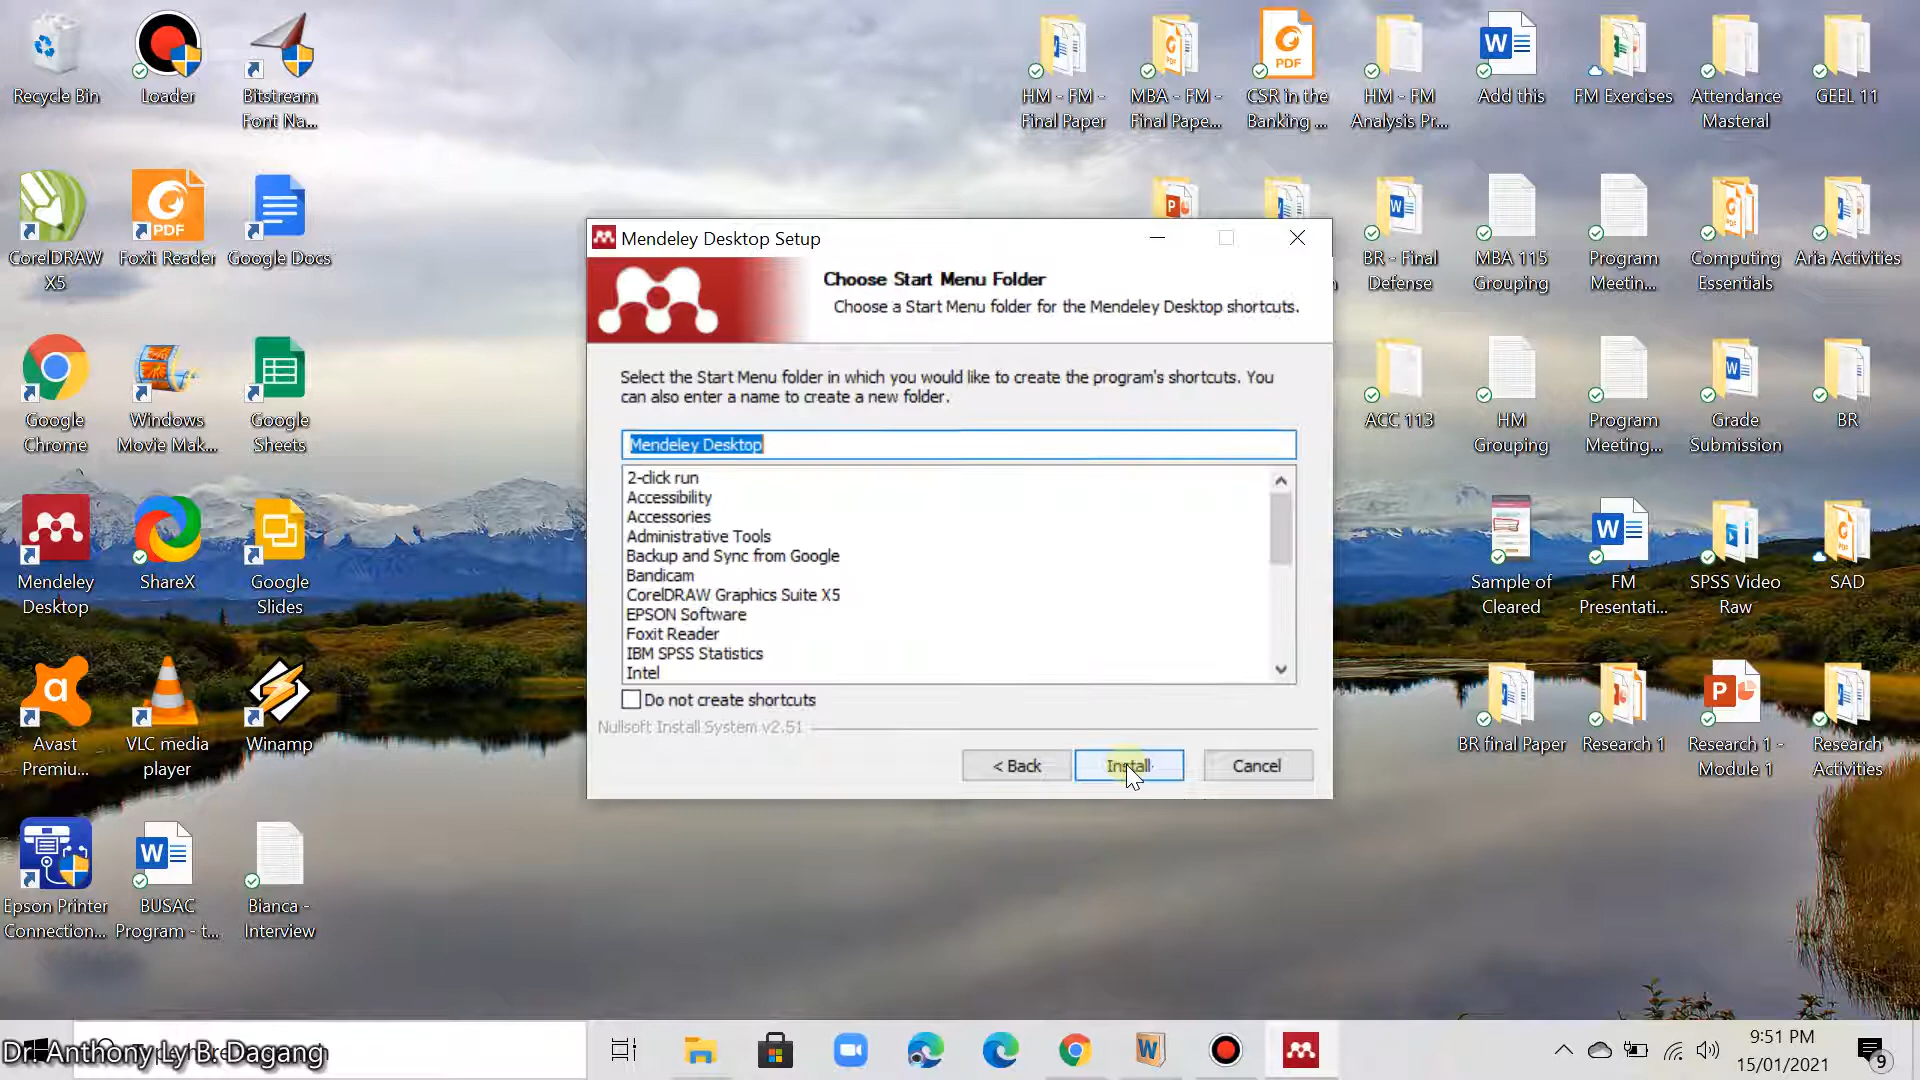 Recycle Bin
Loader
Bitstream
Font Na...
HM - FM -
Final Paper
MBA - FM -
Final Pape...
CSR in the
Banking ...
HM - FM
Analysis Pr...
Add this
FM Exercises
Attendance
Masteral
GEEL 11
CorelDRAW
X5
Foxit Reader
Google Docs
BR - Final
Defense
MBA 115
Grouping
Program
Meetin...
Computing
Essentials
Aria Activities
Google
Chrome
Windows
Movie Mak...
Google
Sheets
ACC 113
HM
Grouping
Program
Meeting...
Grade
Submission
BR
Mendeley
Desktop
ShareX
Google
Slides
Sample of
Cleared
FM
Presentati...
SPSS Video
Raw
SAD
Avast
Premiu...
VLC media
player
Winamp
BR final Paper
Research 1
Research 1 -
Module 1
Research
Activities
Epson Printer
Connection...
BUSAC
Program - t...
Bianca -
Interview
Mendeley Desktop Setup
Choose Start Menu Folder
Choose a Start Menu folder for the Mendeley Desktop shortcuts.
Select the Start Menu folder in which you would like to create the program's shortcuts. You
can also enter a name to create a new folder.
Mendeley Desktop
2-click run
Accessibility
Accessories
Administrative Tools
Backup and Sync from Google
Bandicam
CorelDRAW Graphics Suite X5
EPSON Software
Foxit Reader
IBM SPSS Statistics
Intel
Do not create shortcuts
Nullsoft Install System v2.51
< Back
Install
Cancel
Dr. Anthony Ly B. Dagang
9:51 PM
15/01/2021
9